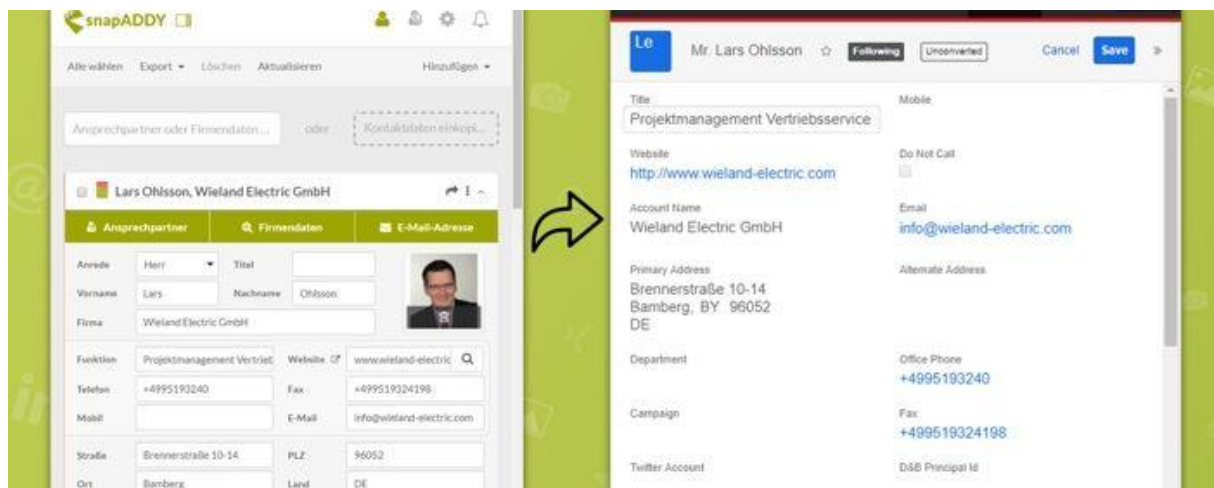 snapADDY
Alle wählen Export Löschen Aktualisieren Hinzufügen
Ansprechpartner oder Firmendaten... oder Kontaktdaten einkopi...
Lars Ohlsson, Wieland Electric GmbH
Ansprechpartner Firmendaten E-Mail-Adresse
Anrede Herr Titel
Vorname Lars Nachname Ohlsson
Firma Wieland Electric GmbH
Funktion Projektmanagement Vertriet Website www.wieland-electric
Telefon +4995193240 Fax +499519324198
Mobil E-Mail info@wieland-electric.com
Straße Brennerstraße 10-14 PLZ 96052
Ort Bamberg Land DE
Le Mr. Lars Ohlsson Following Unconverted Cancel Save
Title Mobile
Projektmanagement Vertriebsservice
Website Do Not Call
http://www.wieland-electric.com
Account Name Email
Wieland Electric GmbH info@wieland-electric.com
Primary Address Alternate Address
Brennerstraße 10-14
Bamberg, BY 96052
DE
Department Office Phone
+4995193240
Campaign Fax
+499519324198
Twitter Account D&B Principal Id